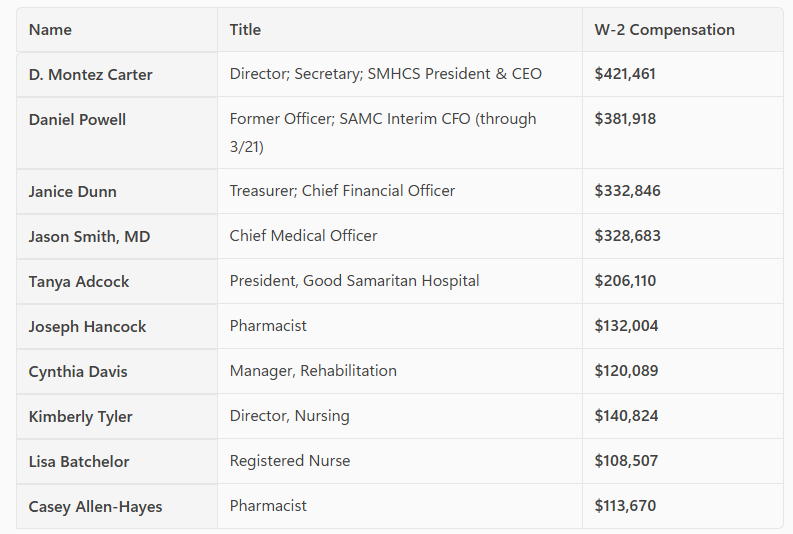 Name Title W-2 Compensation
D. Montez Carter Director; Secretary; SMHCS President & CEO $421,461
Daniel Powell Former Officer; SAMC Interim CFO (through $381,918
3/21)
Janice Dunn Treasurer; Chief Financial Officer $332,846
Jason Smith, MD Chief Medical Officer $328,683
Tanya Adcock President, Good Samaritan Hospital $206,110
Joseph Hancock Pharmacist $132,004
Cynthia Davis Manager, Rehabilitation $120,089
Kimberly Tyler Director, Nursing $140,824
Lisa Batchelor Registered Nurse $108,507
Casey Allen-Hayes Pharmacist $113,670